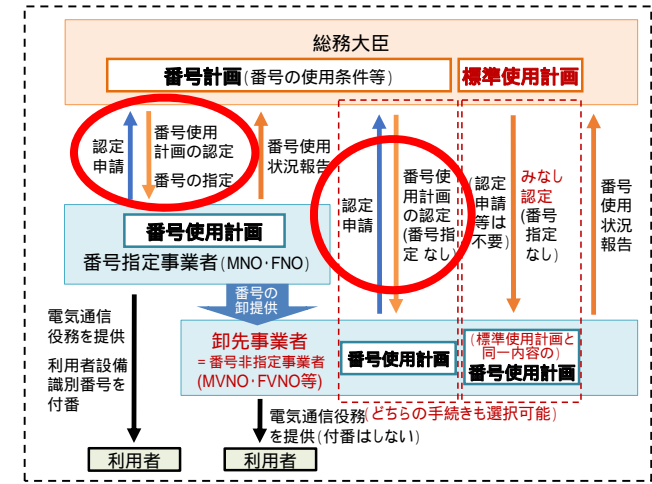 総務大臣
番号計画(番号の使用条件等)
標準使用計画
認定
申請
番号使用
計画の認定
番号の指定
番号使用
状況報告
認定
申請
番号使
用計画
の認定
(番号指
定 なし)
(認定
申請
等は
不要)
みなし
認定
(番号
指定
なし)
番号
使用
状況
報告
番号使用計画
番号指定事業者(MNO・FNO)
番号の
卸提供
電気通信
役務を提供
利用者設備
識別番号を
付番
卸先事業者
=番号非指定事業者
(MVNO・FVNO等)
番号使用計画
(標準使用計画と
同一内容の)
番号使用計画
電気通信役務(どちらの手続きも選択可能)
を提供(付番はしない)
利用者
利用者